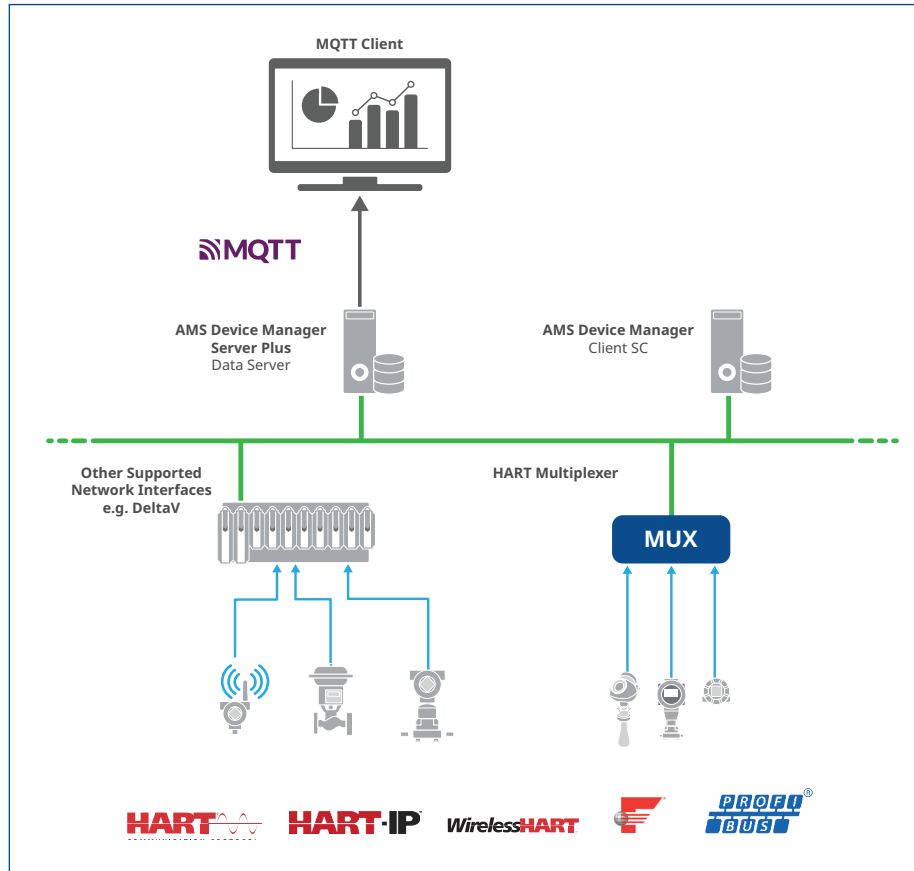 MQTT Client
MQTT
AMS Device Manager
Server Plus
Data Server
AMS Device Manager
Client SC
Other Supported
Network Interfaces
e.g. DeltaV
HART Multiplexer
MUX
HART
HART-IP
WirelessHART
F
PROFI
BUS
®